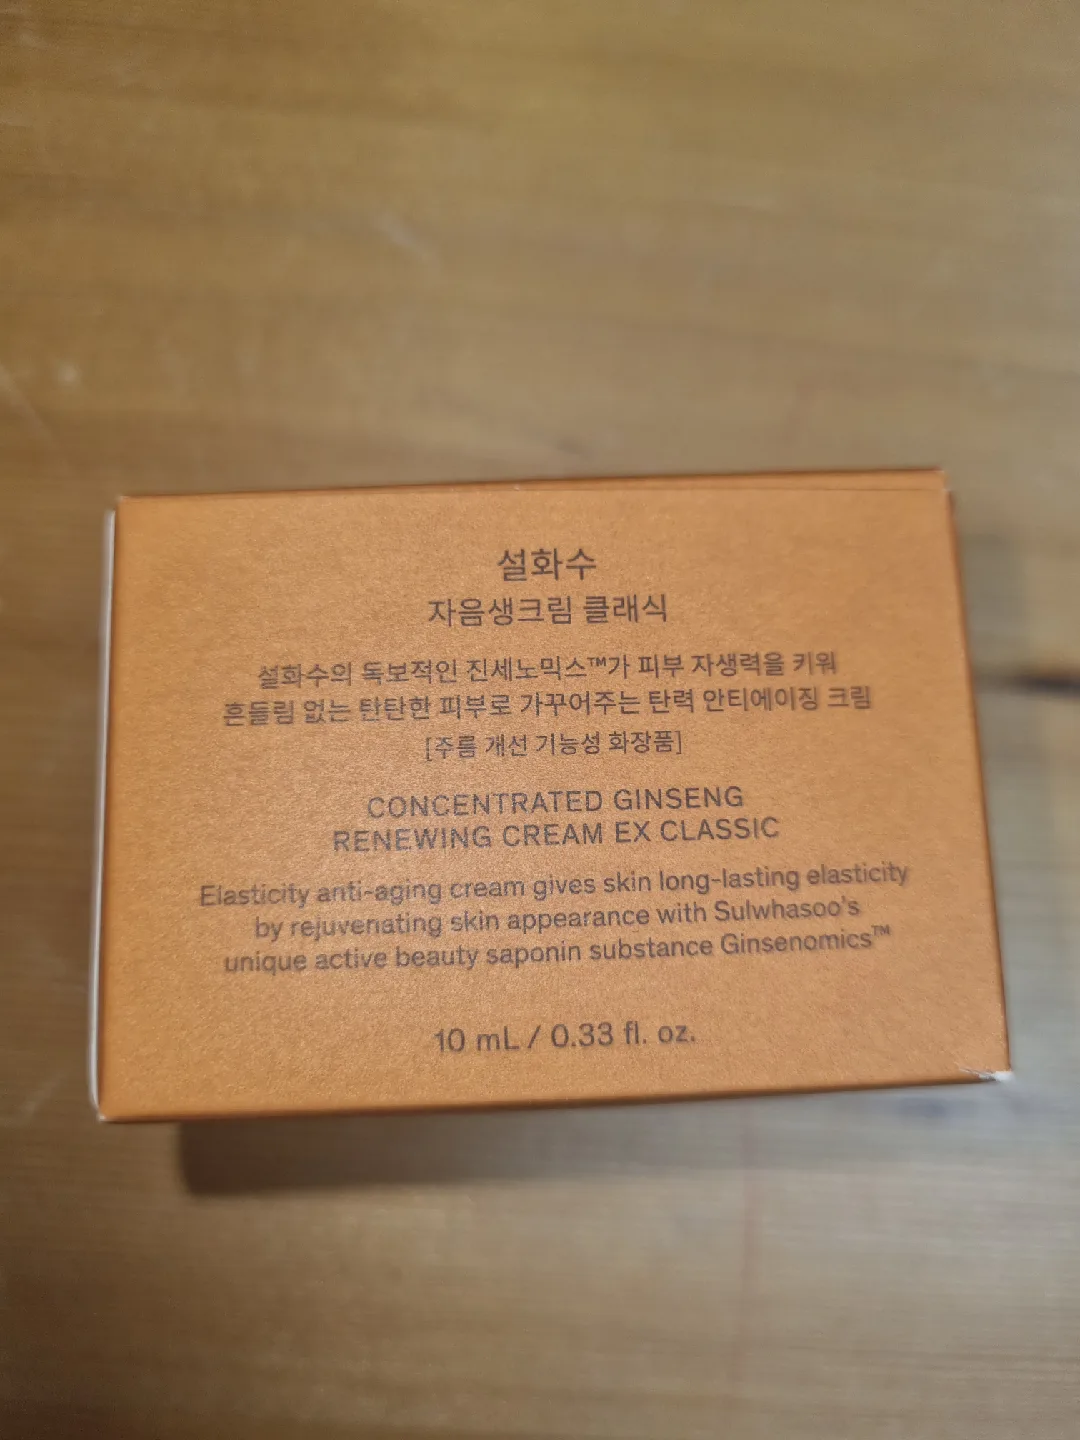 설화수
자음생크림 클래식
설화수의 독보적인 진세노믹스™가 피부 자생력을 키워
흔들림 없는 탄탄한 피부로 가꾸어주는 탄력 안티에이징 크림
[주름 개선 기능성 화장품]
CONCENTRATED GINSENG
RENEWING CREAM EX CLASSIC
Elasticity anti-aging cream gives skin long-lasting elasticity
by rejuvenating skin appearance with Sulwhasoo's
unique active beauty saponin substance Ginsenomics™
10 mL / 0.33 fl. oz.